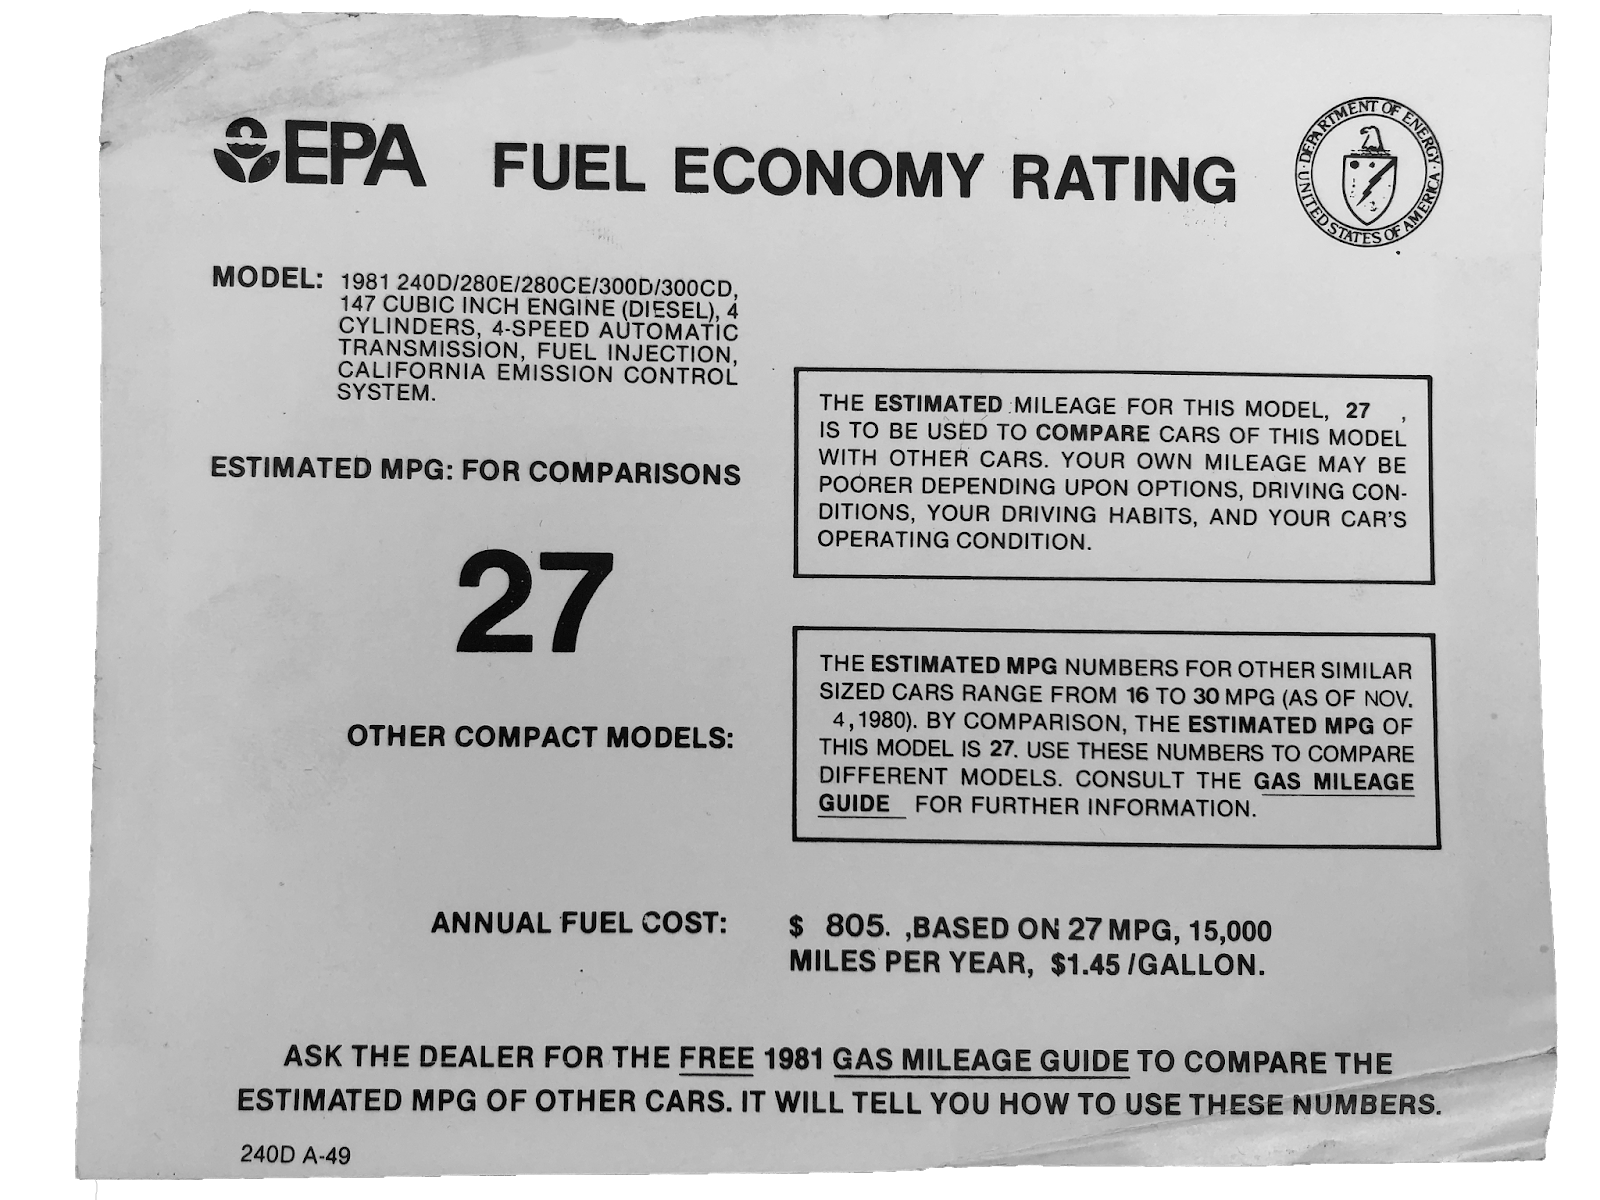 EPA FUEL ECONOMY RATING
DEPARTMENT OF ENERGY
UNITED STATES OF AMERICA
MODEL: 1981 240D/280E/280CE/300D/300CD,
147 CUBIC INCH ENGINE (DIESEL), 4
CYLINDERS, 4-SPEED AUTOMATIC
TRANSMISSION, FUEL INJECTION,
CALIFORNIA EMISSION CONTROL
SYSTEM.
ESTIMATED MPG: FOR COMPARISONS
27
THE ESTIMATED MILEAGE FOR THIS MODEL, 27 ,
IS TO BE USED TO COMPARE CARS OF THIS MODEL
WITH OTHER CARS. YOUR OWN MILEAGE MAY BE
POORER DEPENDING UPON OPTIONS, DRIVING CON-
DITIONS, YOUR DRIVING HABITS, AND YOUR CAR'S
OPERATING CONDITION.
OTHER COMPACT MODELS:
THE ESTIMATED MPG NUMBERS FOR OTHER SIMILAR
SIZED CARS RANGE FROM 16 TO 30 MPG (AS OF NOV.
4, 1980). BY COMPARISON, THE ESTIMATED MPG OF
THIS MODEL IS 27. USE THESE NUMBERS TO COMPARE
DIFFERENT MODELS. CONSULT THE GAS MILEAGE
GUIDE FOR FURTHER INFORMATION.
ANNUAL FUEL COST: $ 805. ,BASED ON 27 MPG, 15,000
MILES PER YEAR, $1.45 /GALLON.
ASK THE DEALER FOR THE FREE 1981 GAS MILEAGE GUIDE TO COMPARE THE
ESTIMATED MPG OF OTHER CARS. IT WILL TELL YOU HOW TO USE THESE NUMBERS.
240D A-49